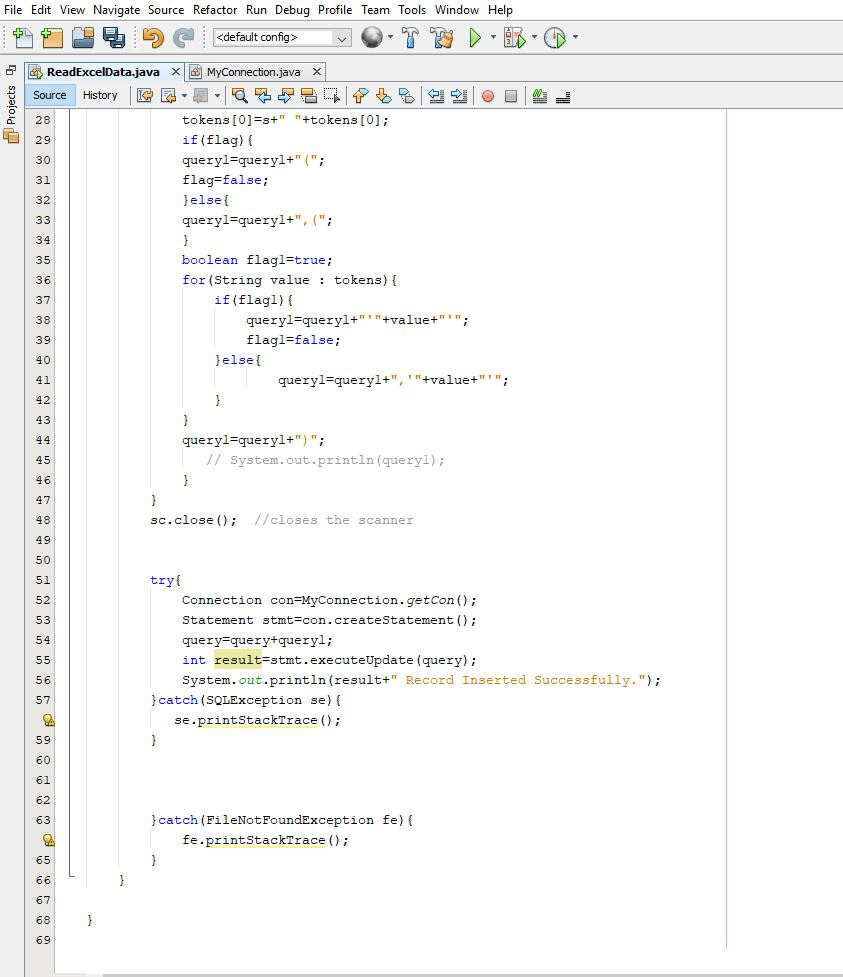 File Edit View Navigate Source Refactor Run Debug Profile Team Tools Window Help
<default config>
ReadExcelData.java MyConnection.java
Projects
Source History
28 tokens[0]=s+" "+tokens[0];
29 if(flag){
30 query1=query1+"(";
31 flag=false;
32 }else{
33 query1=query1+",(";
34 }
35 boolean flag1=true;
36 for(String value : tokens){
37 if(flag1){
38 query1=query1+"'"+value+"'";
39 flag1=false;
40 }else{
41 query1=query1+",'"+value+"'";
42 }
43 }
44 query1=query1+")";
45 // System.out.println(query1);
46 }
47 }
48 sc.close(); //closes the scanner
49
50
51 try{
52 Connection con=MyConnection.getCon();
53 Statement stmt=con.createStatement();
54 query=query+query1;
55 int result=stmt.executeUpdate(query);
56 System.out.println(result+" Record Inserted Successfully.");
57 }catch(SQLException se){
se.printStackTrace();
59 }
60
61
62
63 }catch(FileNotFoundException fe){
fe.printStackTrace();
65 }
66 }
67
68 }
69